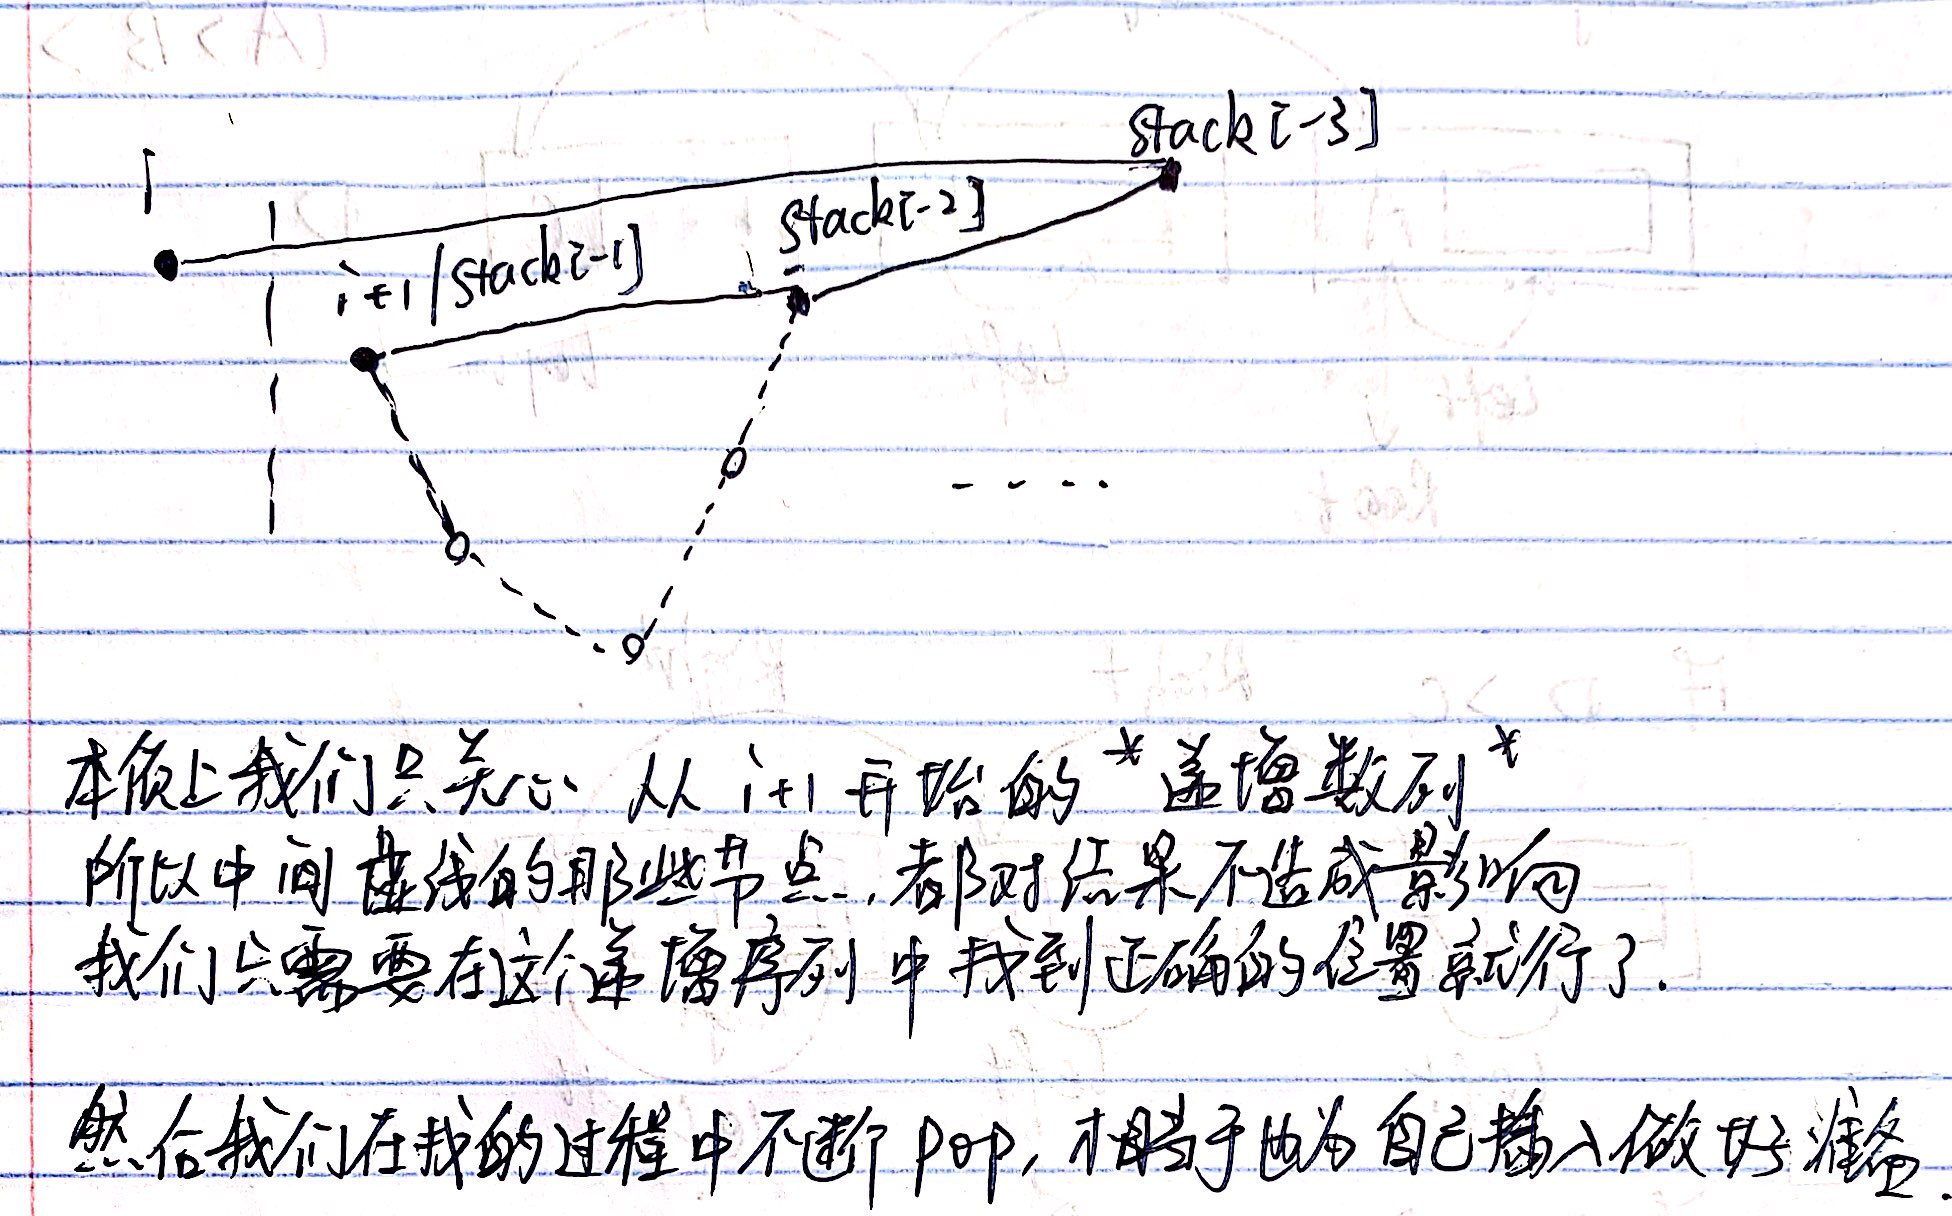 stack[-3]
i
stack[-2]
i+1/stack[-1]
本质上我们只关心 从 i+1 开始的 *递增数列*
所以中间虚线的那些节点, 都对结果不造成影响
我们只需要在这个递增序列中找到正确的位置就行了.
然后我们在找的过程中不断 pop, 相当于也为自己插入做好准备.